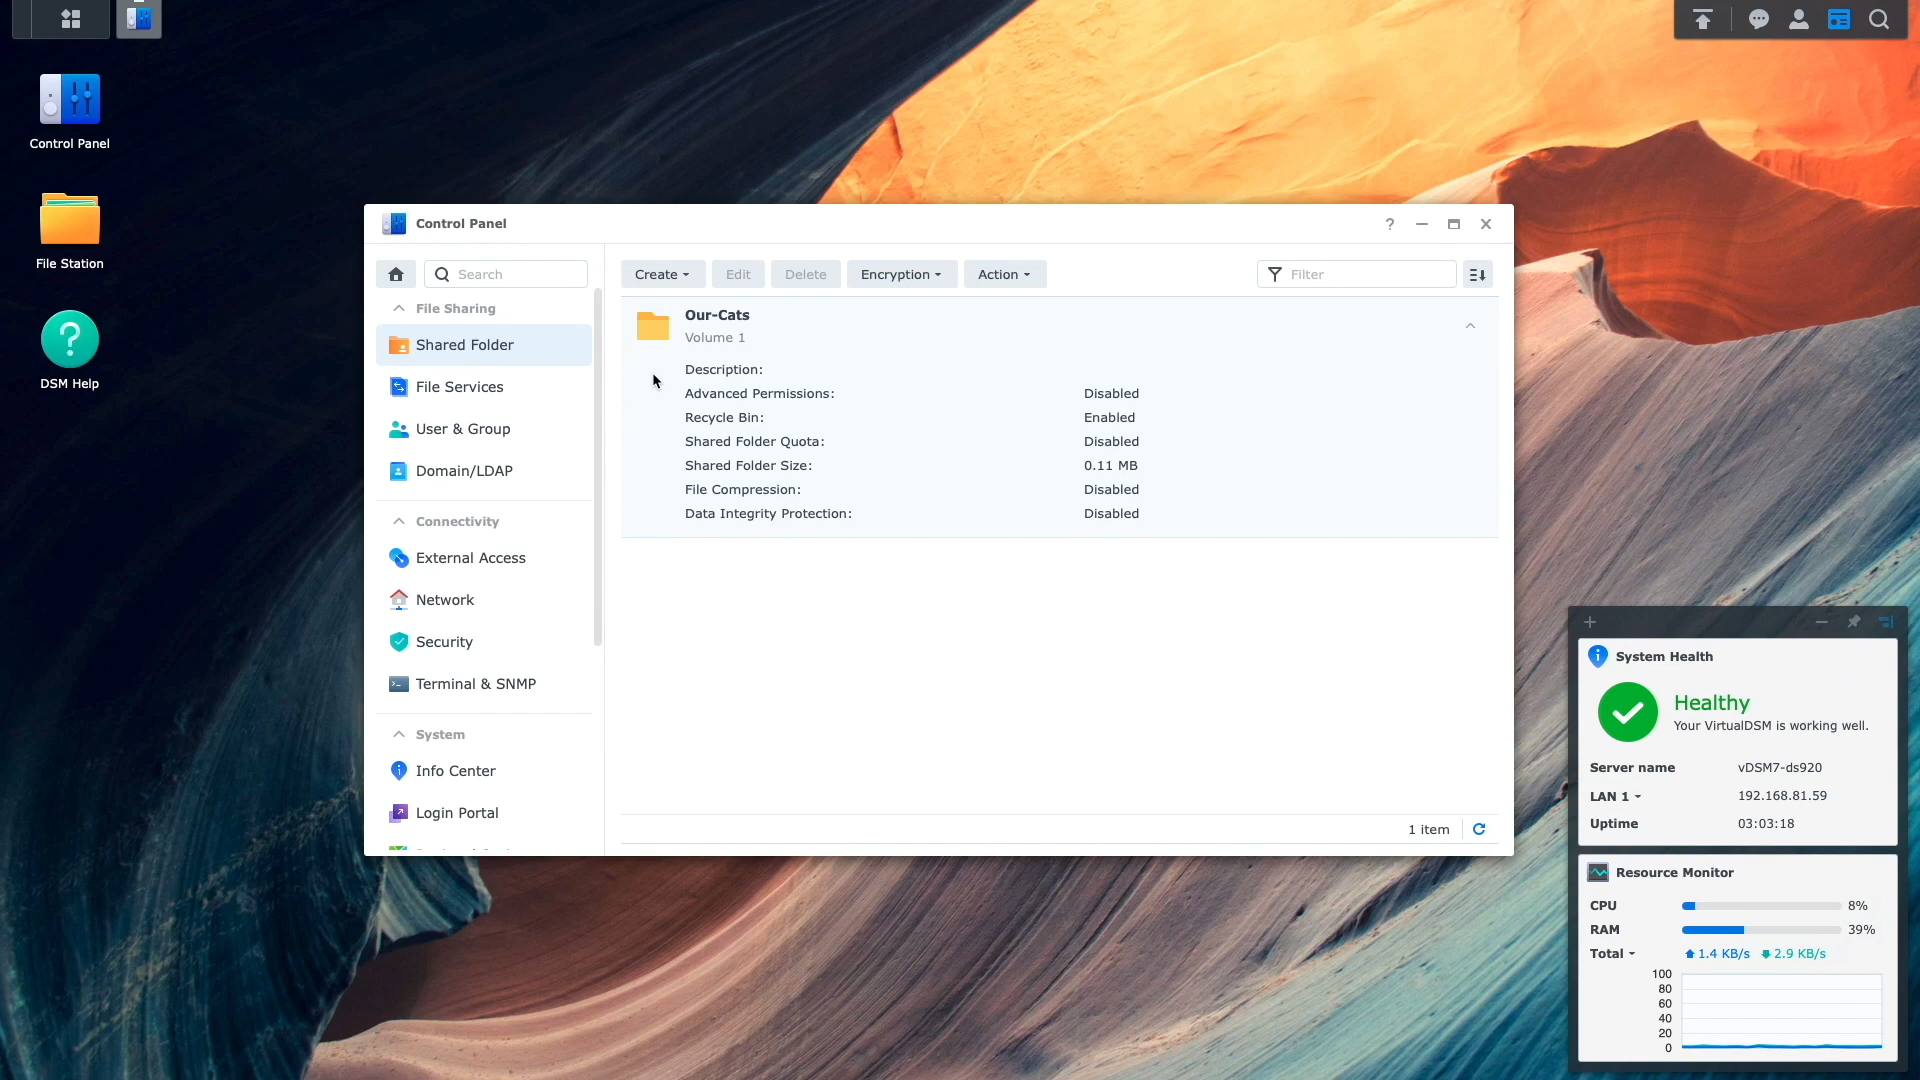 Control Panel
File Station
?
DSM Help
Control Panel
?
Search
Create
Edit
Delete
Encryption
Action
Filter
File Sharing
Shared Folder
File Services
User & Group
Domain/LDAP
Connectivity
External Access
Network
Security
Terminal & SNMP
System
Info Center
Login Portal
Our-Cats
Volume 1
Description:
Advanced Permissions: Disabled
Recycle Bin: Enabled
Shared Folder Quota: Disabled
Shared Folder Size: 0.11 MB
File Compression: Disabled
Data Integrity Protection: Disabled
1 item
System Health
Healthy
Your VirtualDSM is working well.
Server name vDSM7-ds920
LAN 1 192.168.81.59
Uptime 03:03:18
Resource Monitor
CPU 8%
RAM 39%
Total 1.4 KB/s 2.9 KB/s
100
80
60
40
20
0